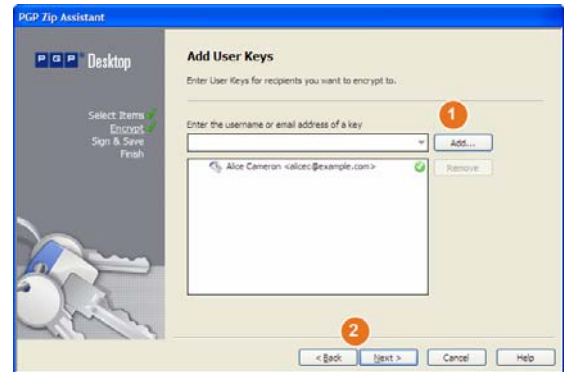 PGP Zip Assistant
PGP Desktop
Select Items
Encrypt
Sign & Save
Finish
Add User Keys
Enter User Keys for recipients you want to encrypt to.
Enter the username or email address of a key
1
Add...
Alice Cameron <alicec@example.com>
Remove
2
< Back
Next >
Cancel
Help